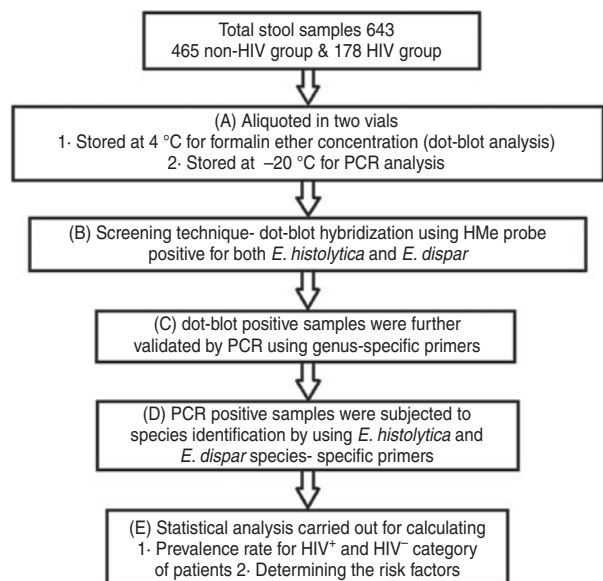 Total stool samples 643
465 non-HIV group & 178 HIV group
(A) Aliquoted in two vials
1· Stored at 4 °C for formalin ether concentration (dot-blot analysis)
2· Stored at –20 °C for PCR analysis
(B) Screening technique- dot-blot hybridization using HMe probe
positive for both E. histolytica and E. dispar
(C) dot-blot positive samples were further
validated by PCR using genus-specific primers
(D) PCR positive samples were subjected to
species identification by using E. histolytica and
E. dispar species- specific primers
(E) Statistical analysis carried out for calculating
1· Prevalence rate for HIV⁺ and HIV⁻ category
of patients 2· Determining the risk factors